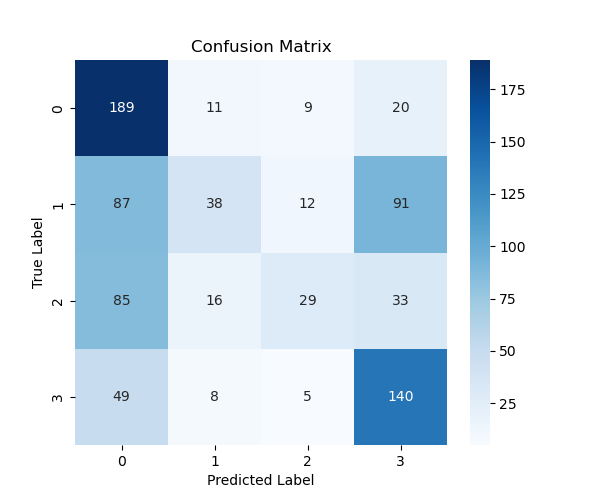 Confusion Matrix
0 189 11 9 20
1 87 38 12 91
2 85 16 29 33
3 49 8 5 140
0 1 2 3
Predicted Label
True Label
175
150
125
100
75
50
25